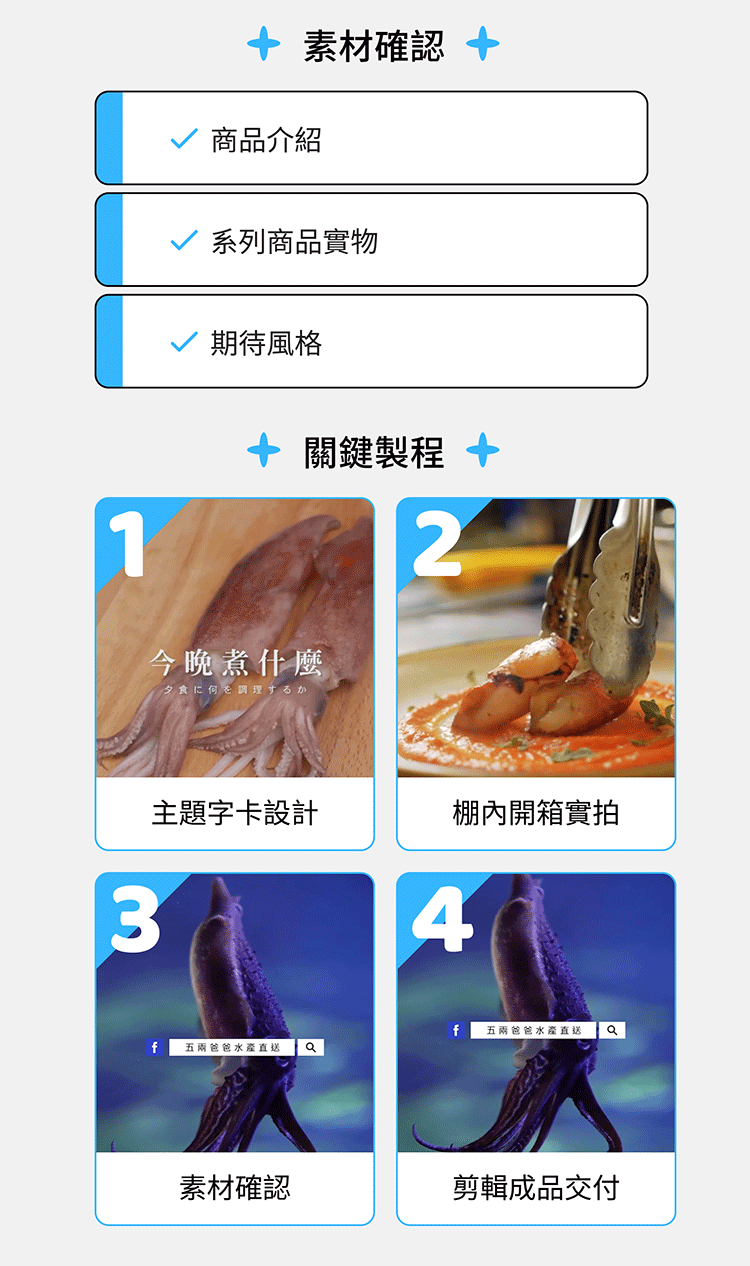 素材確認
商品介紹
系列商品實物
期待風格
關鍵製程
1
今晚煮什麼
夕食に何を調理するか
主題字卡設計
2
棚內開箱實拍
3
f 五兩爸爸水產直送
素材確認
4
f 五兩爸爸水產直送
剪輯成品交付